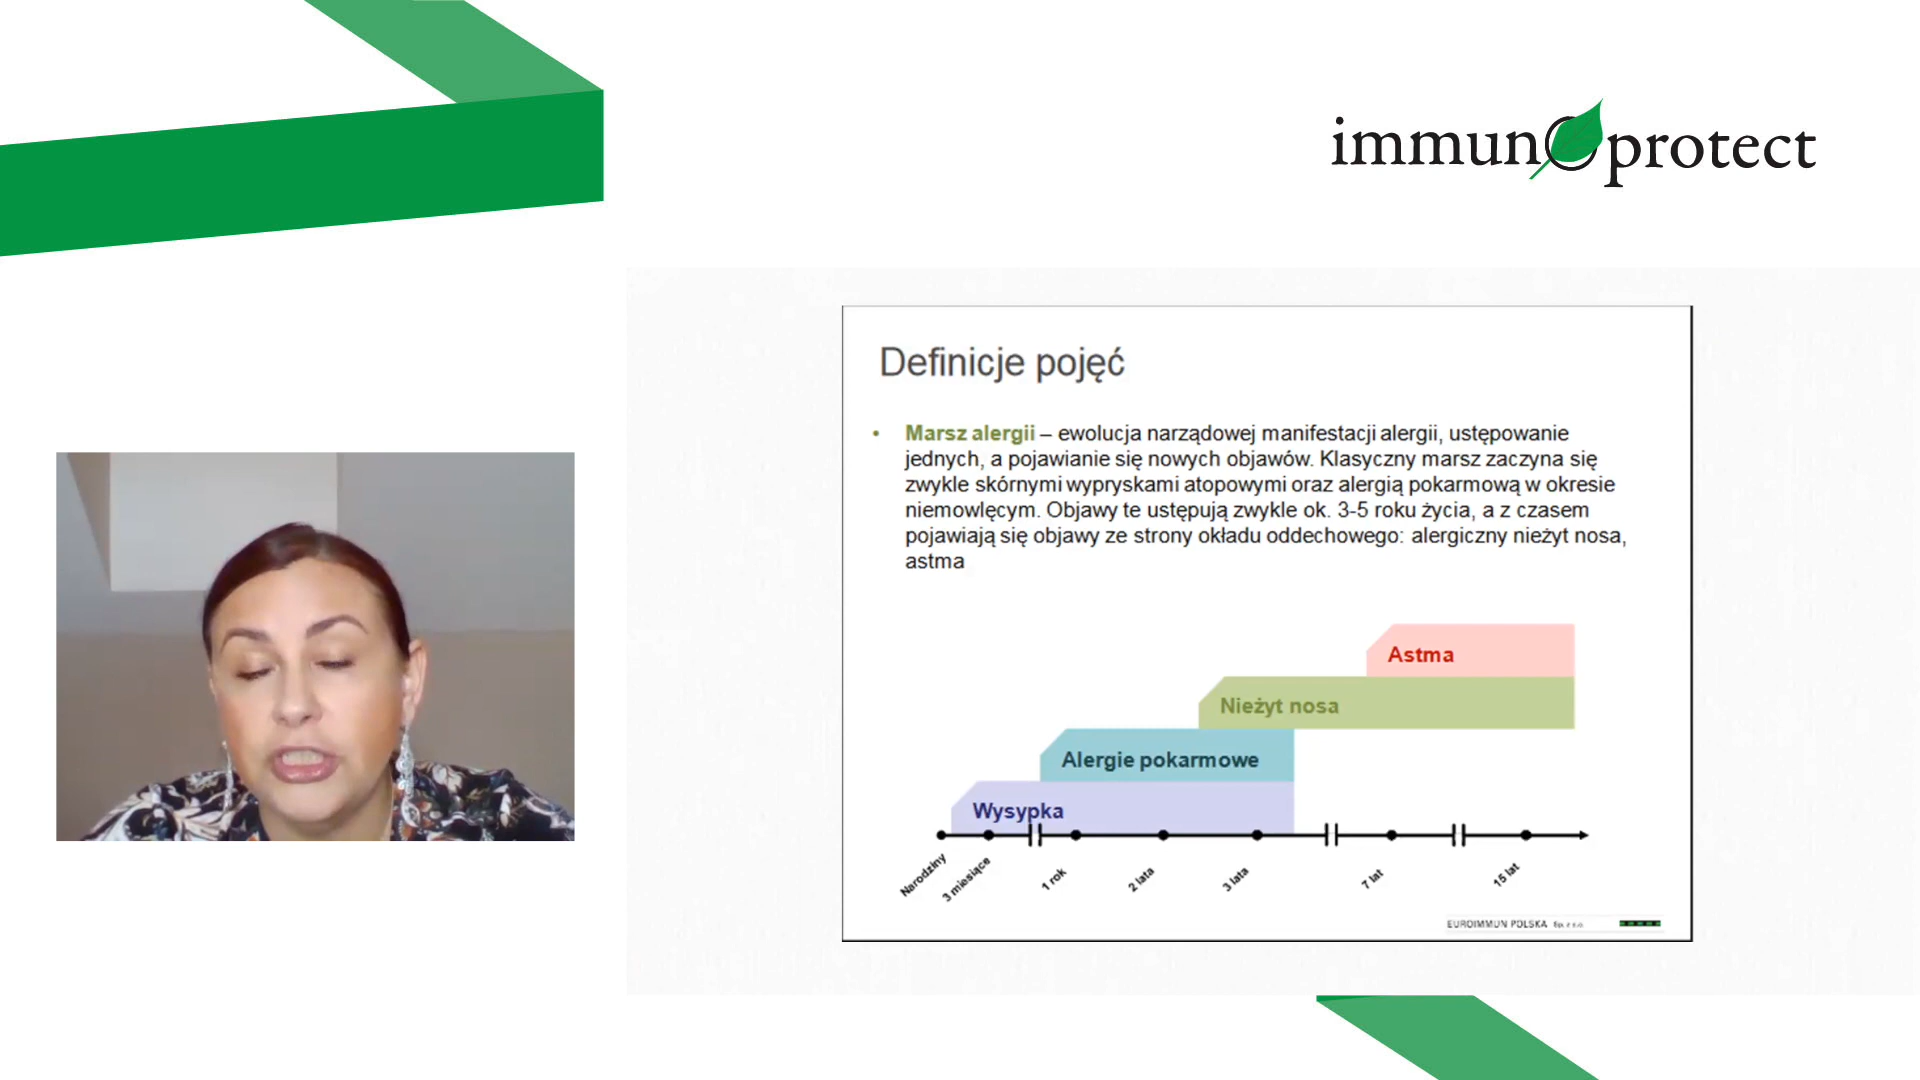 immunoprotect
Definicje pojęć
• Marsz alergii – ewolucja narządowej manifestacji alergii, ustępowanie
jednych, a pojawianie się nowych objawów. Klasyczny marsz zaczyna się
zwykle skórnymi wypryskami atopowymi oraz alergią pokarmową w okresie
niemowlęcym. Objawy te ustępują zwykle ok. 3-5 roku życia, a z czasem
pojawiają się objawy ze strony okładu oddechowego: alergiczny nieżyt nosa,
astma
Astma
Nieżyt nosa
Alergie pokarmowe
Wysypka
Narodziny
3 miesiące
1 rok
2 lata
3 lata
7 lat
15 lat
EUROIMMUN POLSKA Sp. z o.o.